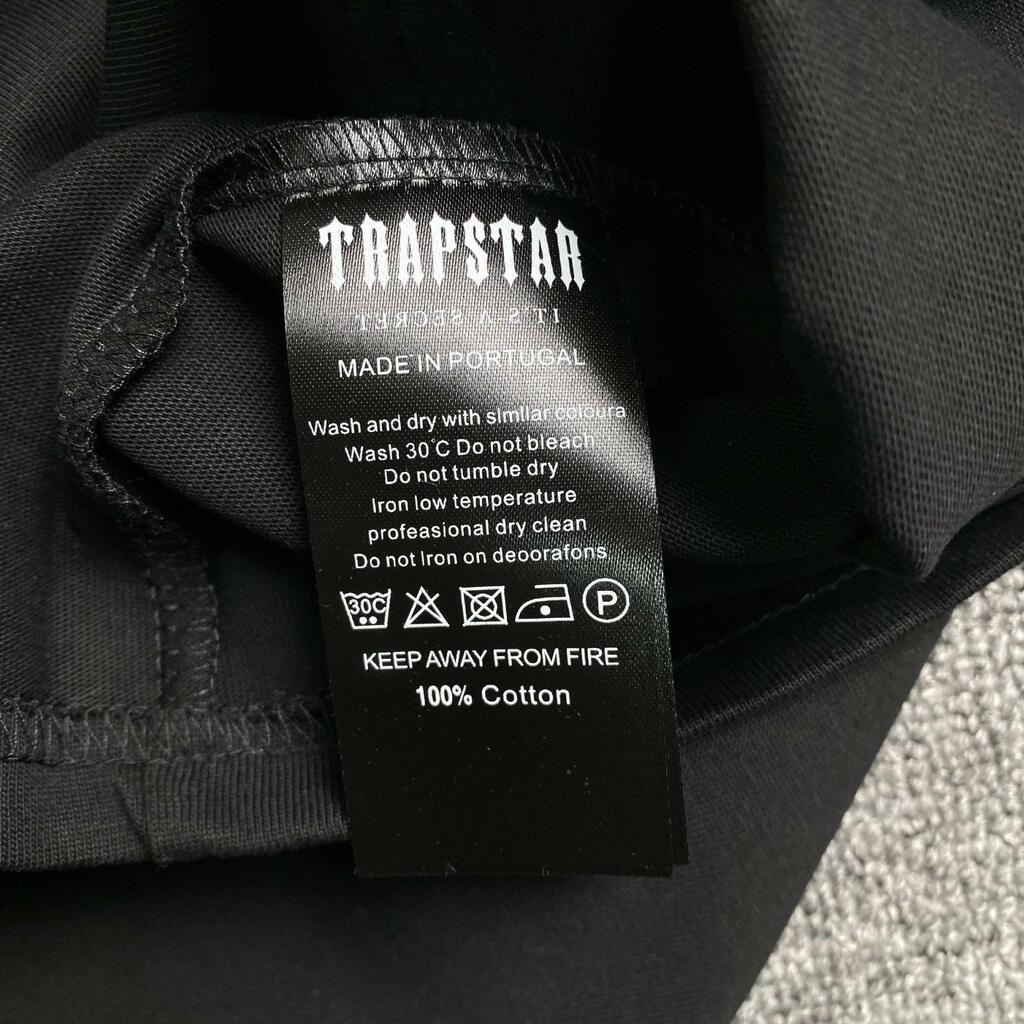 TRAPSTAR
IT'S A SECRET
MADE IN PORTUGAL
Wash and dry with simllar coloura
Wash 30°C Do not bleach
Do not tumble dry
Iron low temperature
profeasional dry clean
Do not Iron on deoorafons
30C
P
KEEP AWAY FROM FIRE
100% Cotton